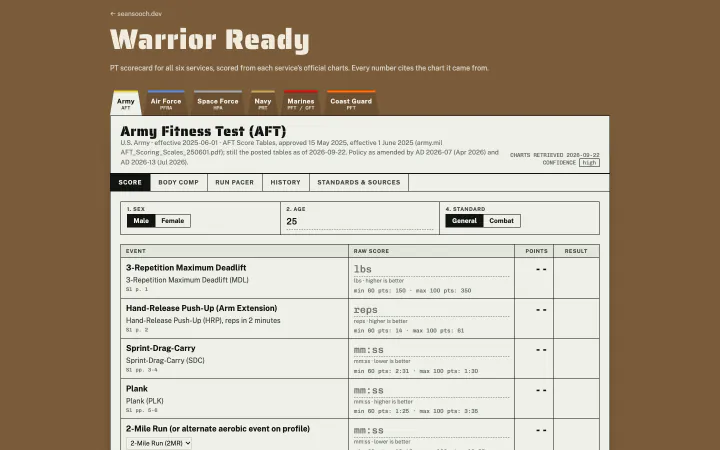 ← seansooch.dev
Warrior Ready
PT scorecard for all six services, scored from each service's official charts. Every number cites the chart it came from.
Army
AFT
Air Force
PFRA
Space Force
HPA
Navy
PRT
Marines
PFT / CFT
Coast Guard
PFT
Army Fitness Test (AFT)
U.S. Army · effective 2025-06-01 · AFT Score Tables, approved 15 May 2025, effective 1 June 2025 (army.mil
AFT_Scoring_Scales_250601.pdf); still the posted tables as of 2026-09-22. Policy as amended by AD 2026-07 (Apr 2026) and
AD 2026-13 (Jul 2026).
CHARTS RETRIEVED 2026-09-22
CONFIDENCE high
SCORE
BODY COMP
RUN PACER
HISTORY
STANDARDS & SOURCES
1. SEX
Male Female
2. AGE
25
4. STANDARD
General Combat
EVENT RAW SCORE POINTS RESULT
3-Repetition Maximum Deadlift
3-Repetition Maximum Deadlift (MDL)
S1 p. 1
lbs
lbs · higher is better
min 60 pts: 150 · max 100 pts: 350
--
Hand-Release Push-Up (Arm Extension)
Hand-Release Push-Up (HRP), reps in 2 minutes
S1 p. 2
reps
reps · higher is better
min 60 pts: 14 · max 100 pts: 61
--
Sprint-Drag-Carry
Sprint-Drag-Carry (SDC)
S1 pp. 3-4
mm:ss
mm:ss · lower is better
min 60 pts: 2:31 · max 100 pts: 1:30
--
Plank
Plank (PLK)
S1 pp. 5-6
mm:ss
mm:ss · higher is better
min 60 pts: 1:25 · max 100 pts: 3:35
--
2-Mile Run (or alternate aerobic event on profile)
2-Mile Run (2MR)
mm:ss
mm:ss · lower is better
--